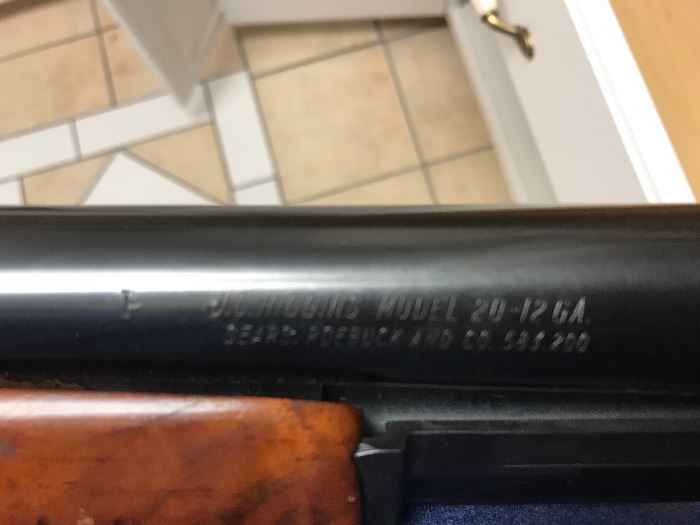 P J.C. HIGGINS MODEL 20-12 GA.
SEARS, ROEBUCK AND CO. 583.200